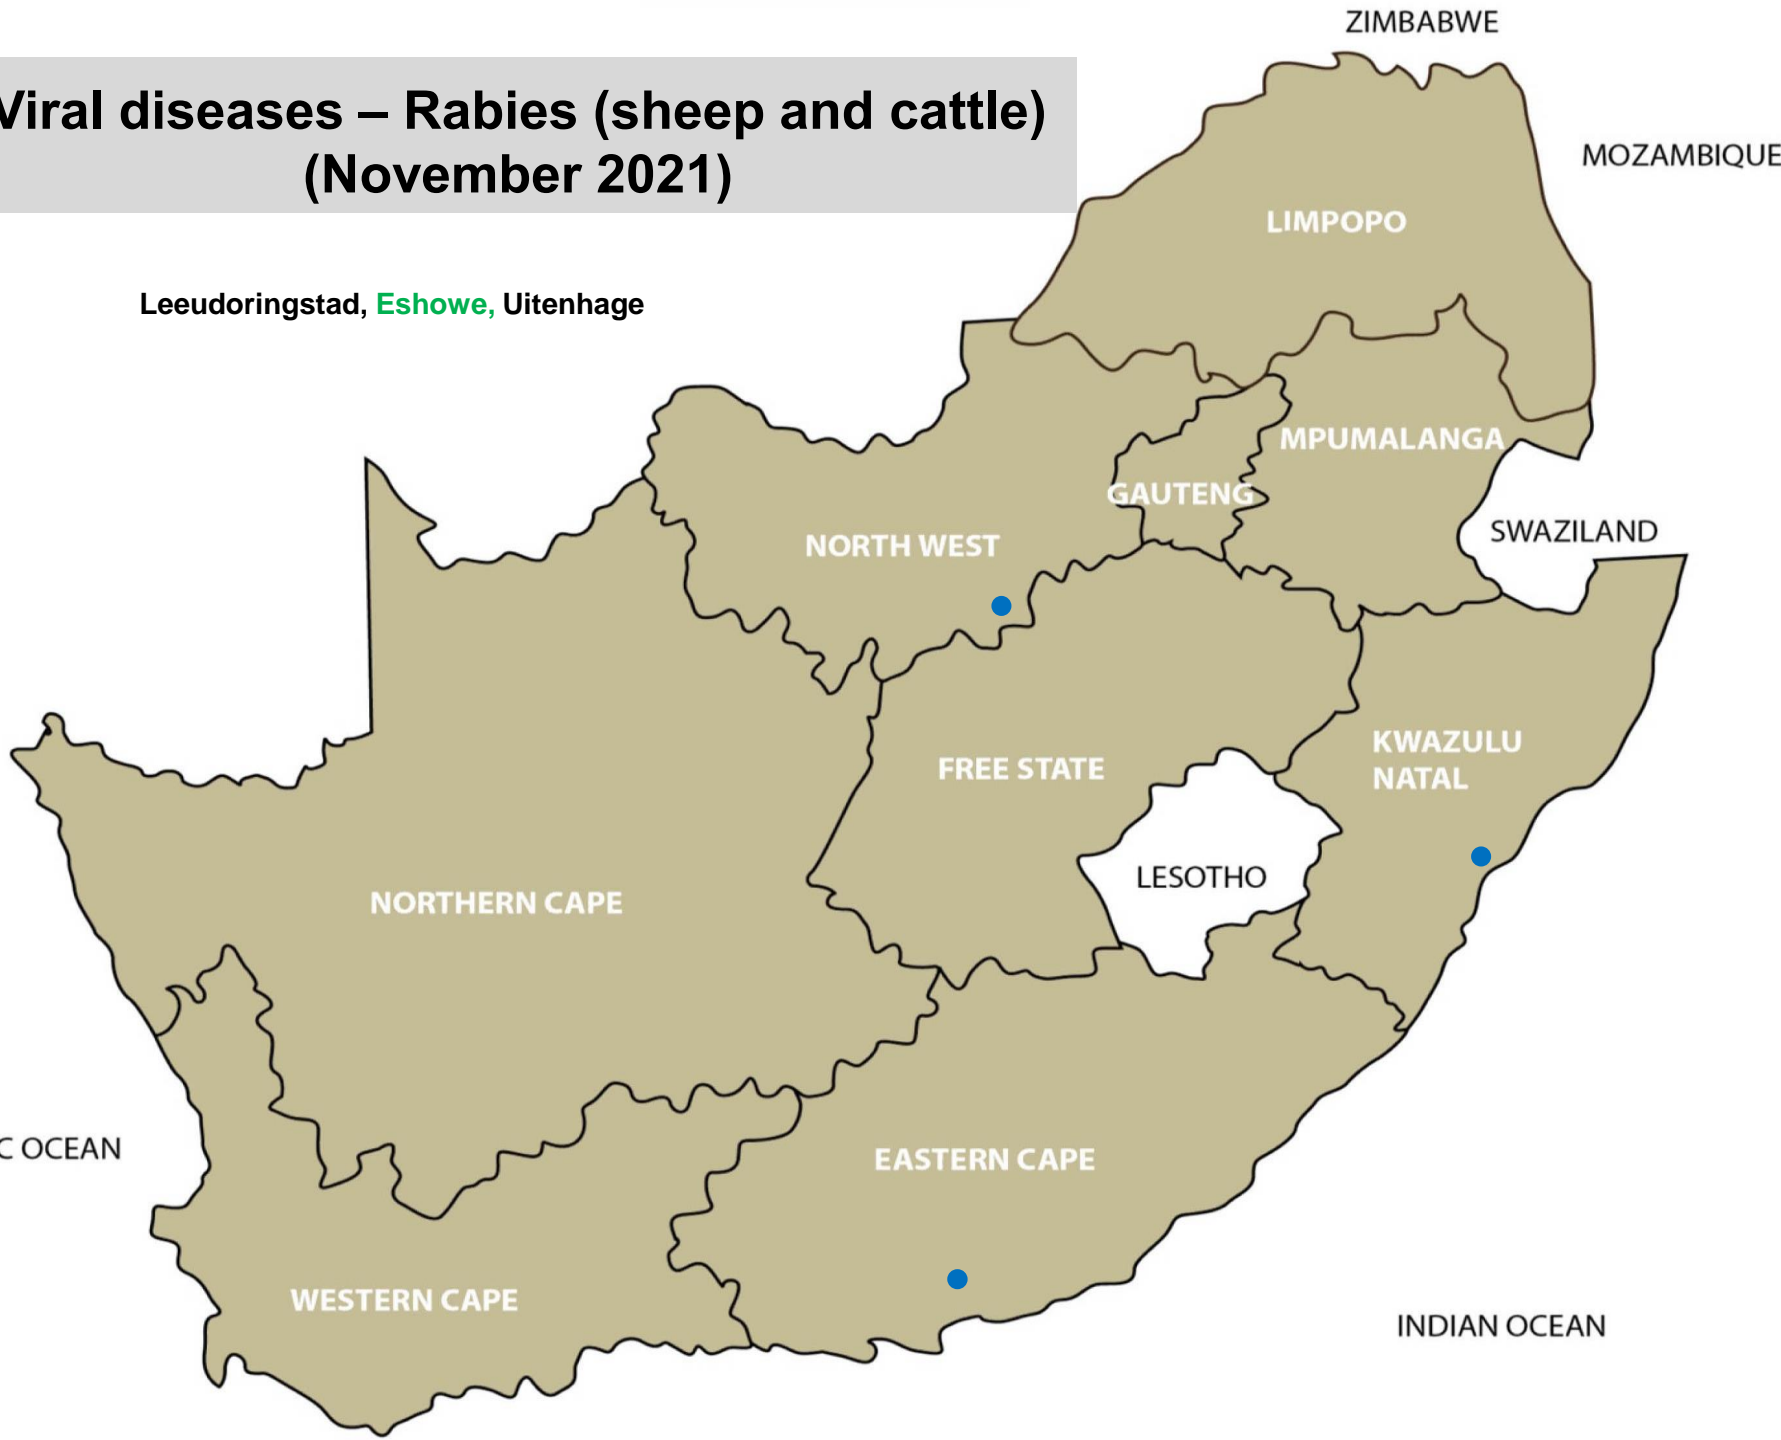 ZIMBABWE
Viral diseases – Rabies (sheep and cattle)
(November 2021)
MOZAMBIQUE
LIMPOPO
Leeudoringstad, Eshowe, Uitenhage
MPUMALANGA
GAUTENG
SWAZILAND
NORTH WEST
KWAZULU
NATAL
FREE STATE
LESOTHO
NORTHERN CAPE
C OCEAN
EASTERN CAPE
WESTERN CAPE
INDIAN OCEAN